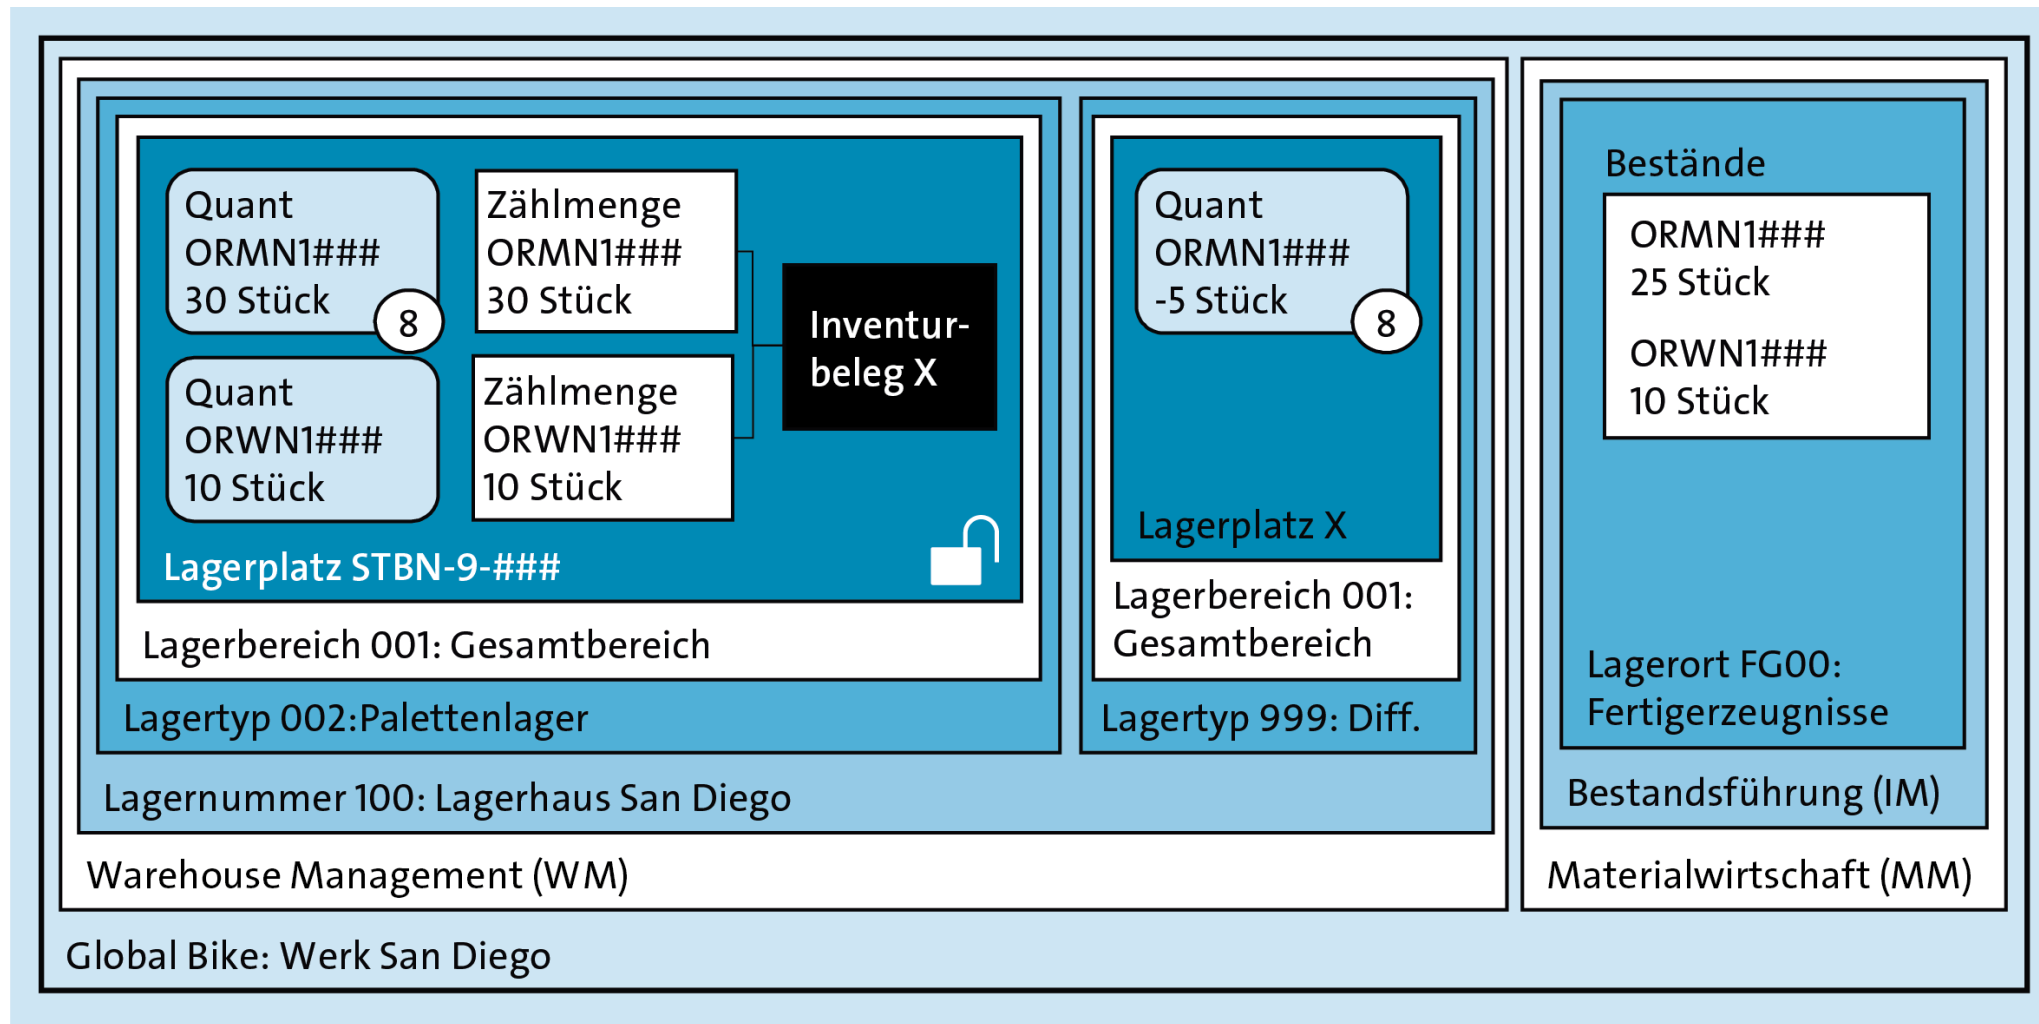 Quant
ORMN1###
30 Stück
8
Zählmenge
ORMN1###
30 Stück
Quant
ORWN1###
10 Stück
Zählmenge
ORWN1###
10 Stück
Inventur-
beleg X
Lagerplatz STBN-9-###
Lagerbereich 001: Gesamtbereich
Lagertyp 002:Palettenlager
Quant
ORMN1###
-5 Stück
8
Lagerplatz X
Lagerbereich 001:
Gesamtbereich
Lagertyp 999: Diff.
Lagernummer 100: Lagerhaus San Diego
Warehouse Management (WM)
Bestände
ORMN1###
25 Stück
ORWN1###
10 Stück
Lagerort FG00:
Fertigerzeugnisse
Bestandsführung (IM)
Materialwirtschaft (MM)
Global Bike: Werk San Diego